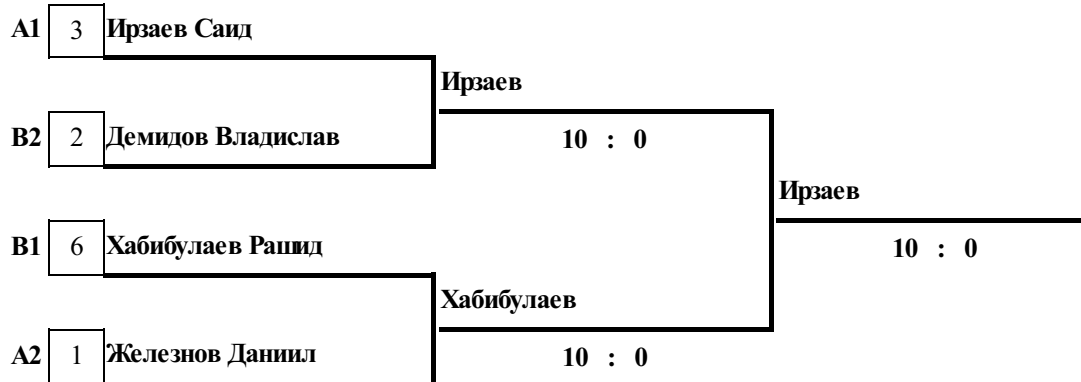 A1 3 Ирзаев Саид
Ирзаев
B2 2 Демидов Владислав
10 : 0
Ирзаев
B1 6 Хабибулаев Рашид
10 : 0
Хабибулаев
A2 1 Железнов Даниил
10 : 0